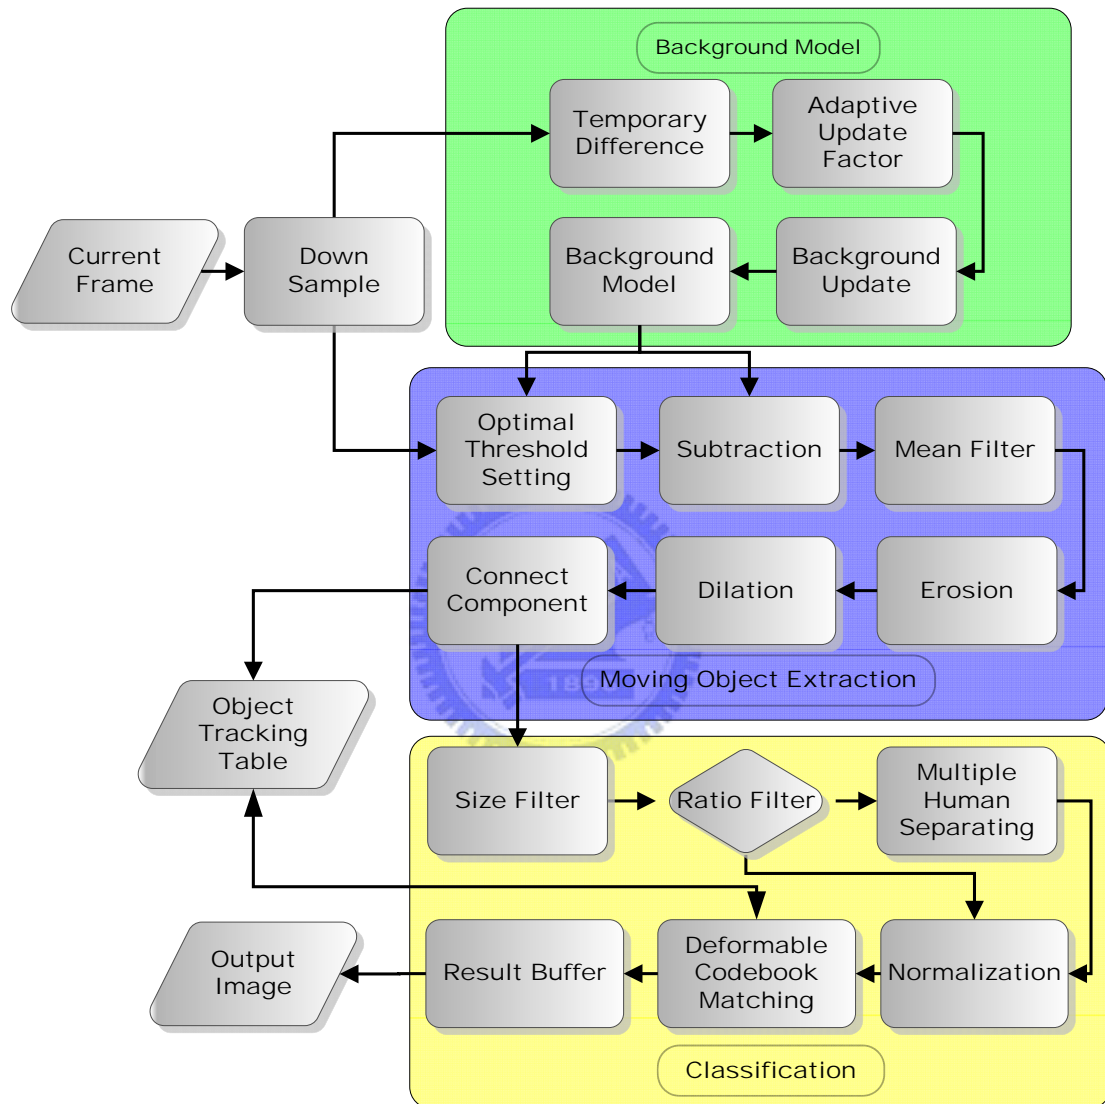 Background Model
Temporary
Difference
Adaptive
Update
Factor
Current
Frame
Down
Sample
Background
Model
Background
Update
Optimal
Threshold
Setting
Subtraction
Mean Filter
Connect
Component
Dilation
Erosion
Moving Object Extraction
189
Object
Tracking
Table
Size Filter
Ratio Filter
Multiple
Human
Separating
Output
Image
Result Buffer
Deformable
Codebook
Matching
Normalization
Classification